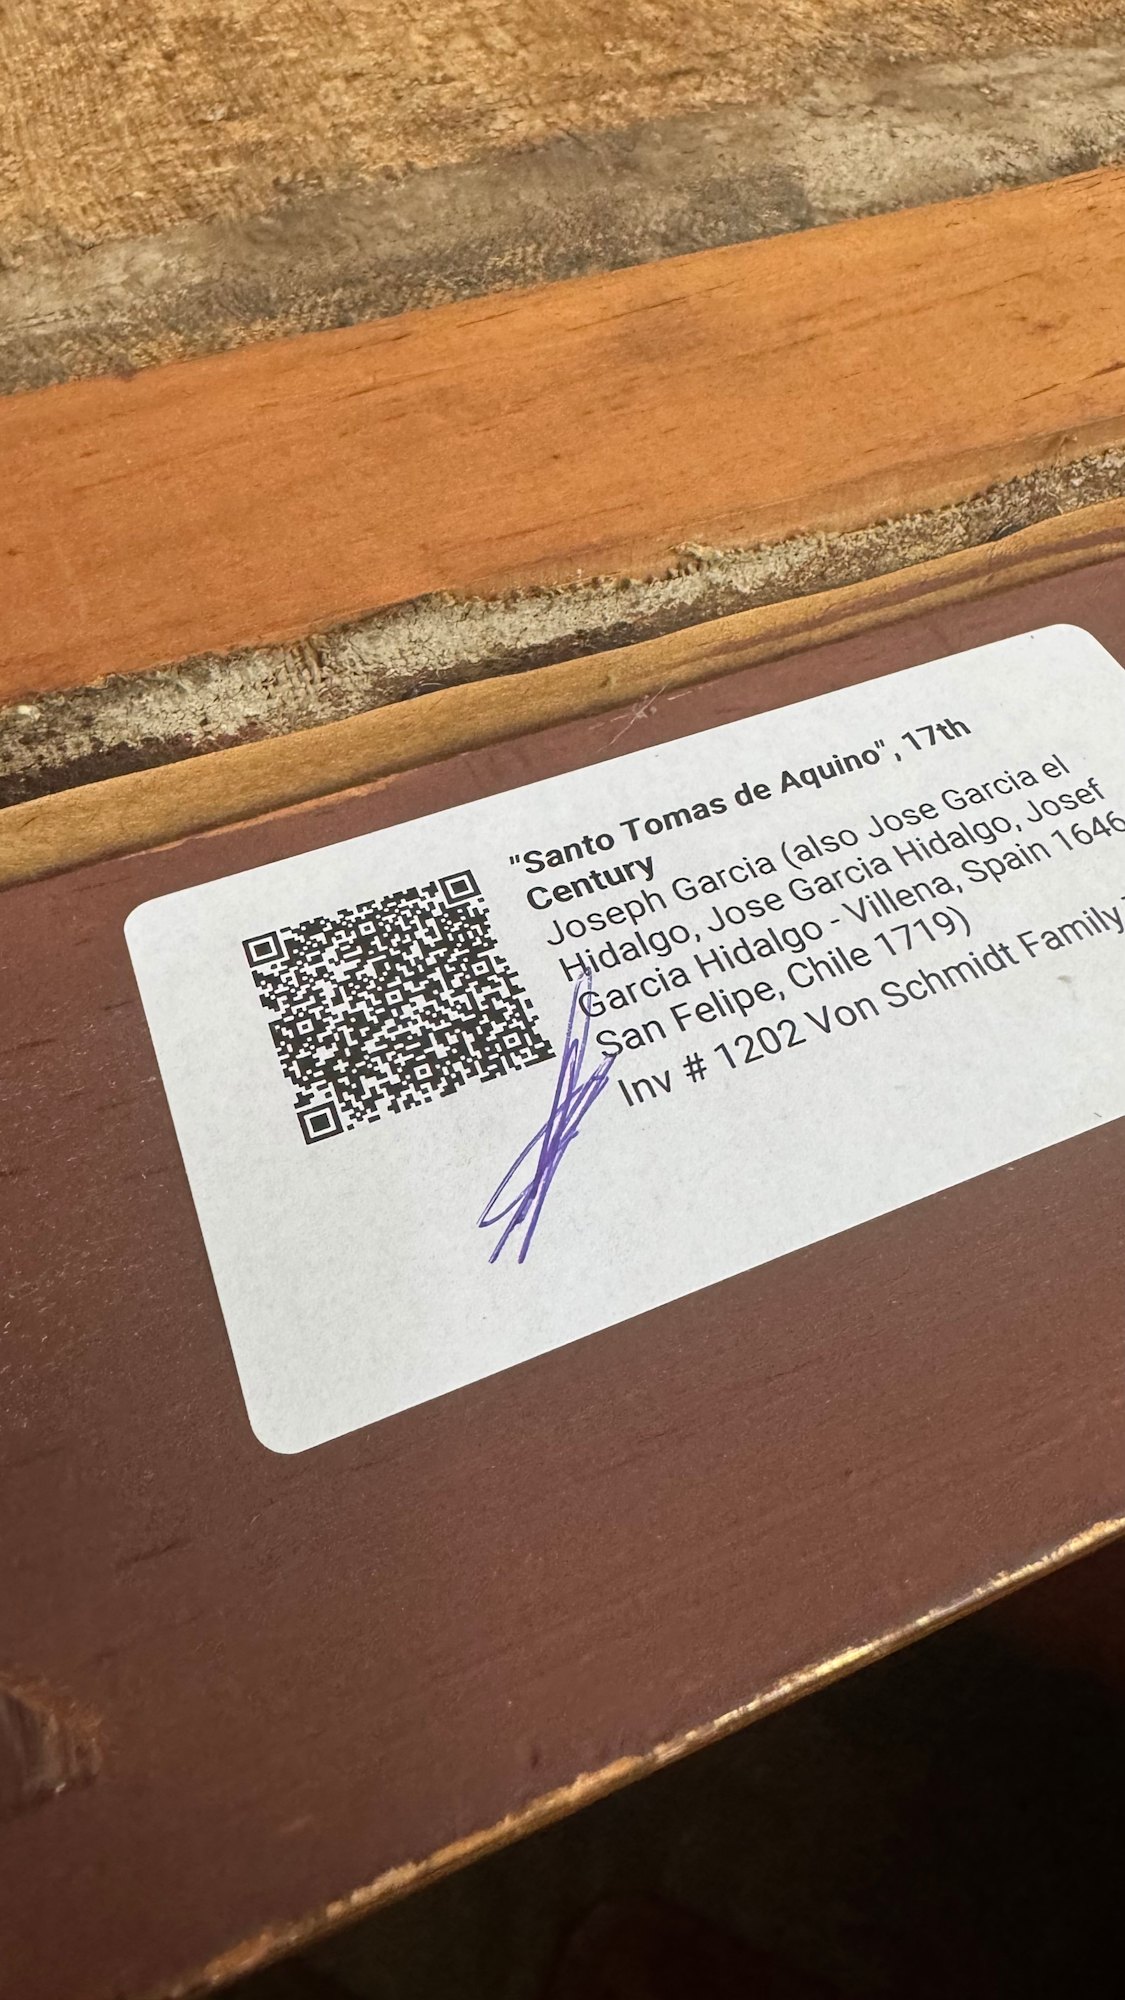 "Santo Tomas de Aquino", 17th
Century
Joseph Garcia (also Jose Garcia el
Hidalgo, Jose Garcia Hidalgo, Josef
Garcia Hidalgo - Villena, Spain 1646
San Felipe, Chile 1719)
Inv # 1202 Von Schmidt Family